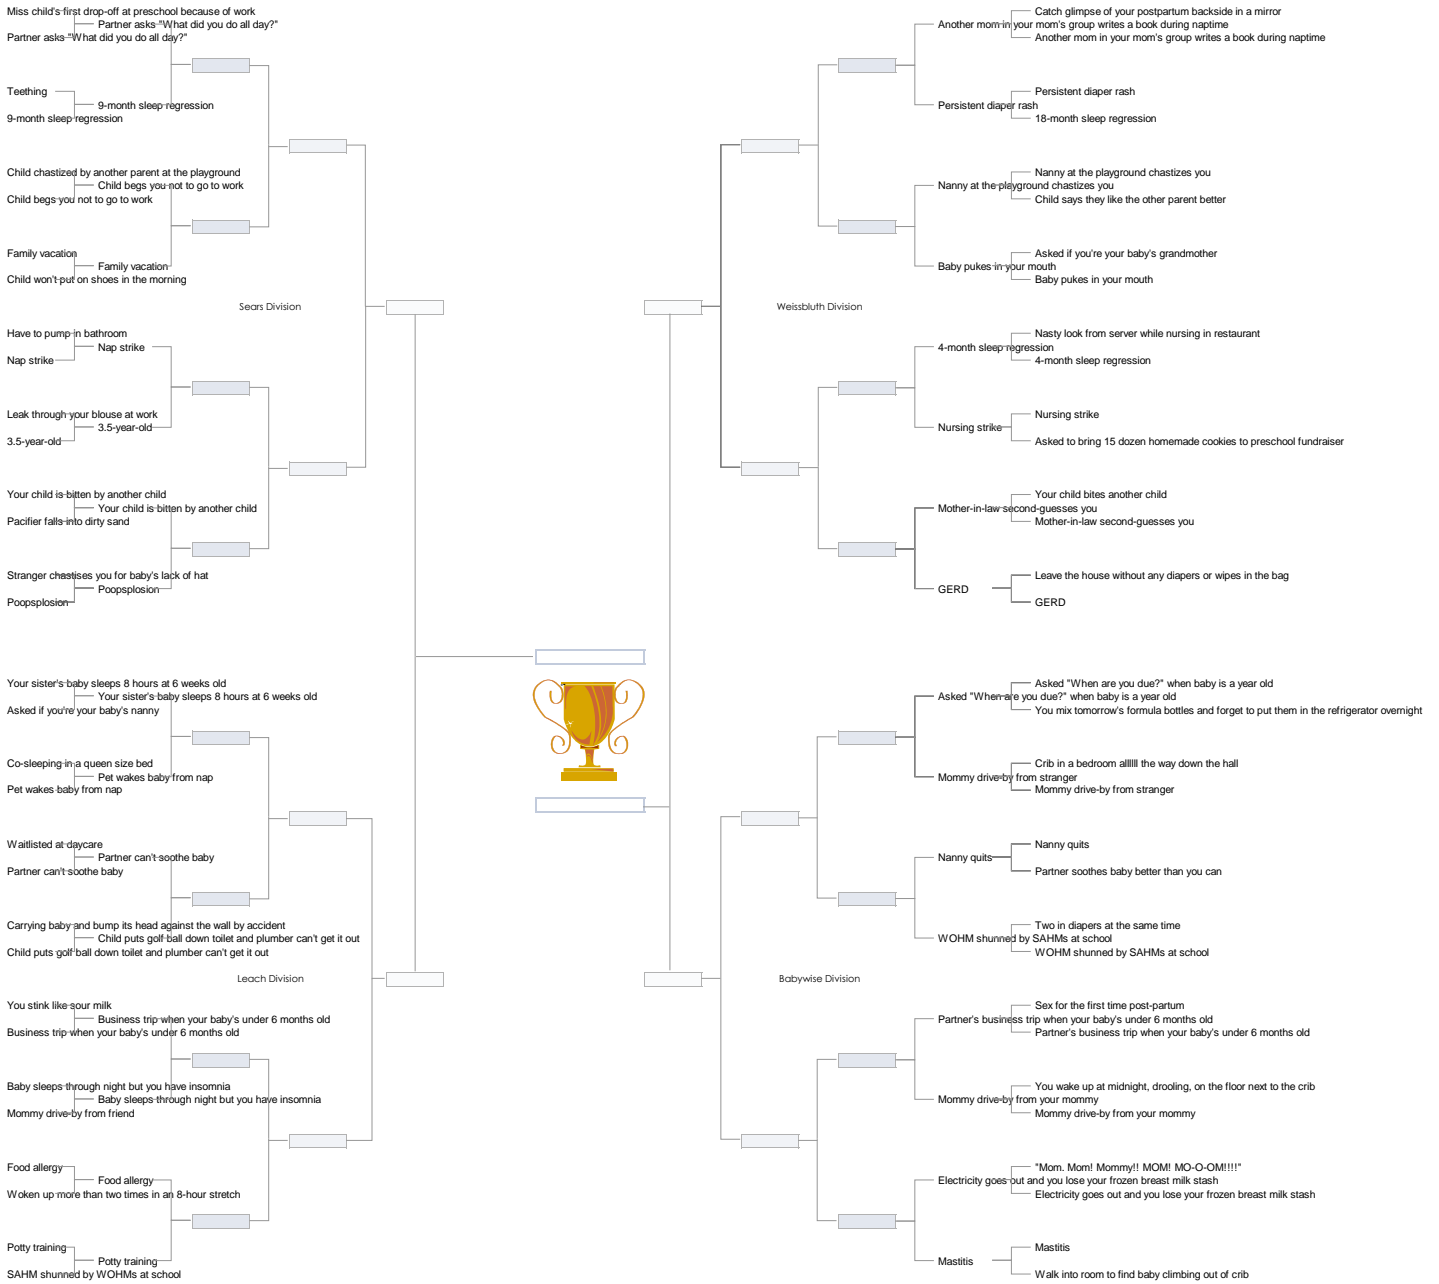 Miss child's first drop-off at preschool because of work
Partner asks "What did you do all day?"
Partner asks "What did you do all day?"
Teething
9-month sleep regression
9-month sleep regression
Child chastized by another parent at the playground
Child begs you not to go to work
Child begs you not to go to work
Family vacation
Family vacation
Child won't put on shoes in the morning
Sears Division
Have to pump in bathroom
Nap strike
Nap strike
Leak through your blouse at work
3.5-year-old
3.5-year-old
Your child is bitten by another child
Your child is bitten by another child
Pacifier falls into dirty sand
Stranger chastises you for baby's lack of hat
Poopsplosion
Poopsplosion
Your sister's baby sleeps 8 hours at 6 weeks old
Your sister's baby sleeps 8 hours at 6 weeks old
Asked if you're your baby's nanny
Co-sleeping in a queen size bed
Pet wakes baby from nap
Pet wakes baby from nap
Waitlisted at daycare
Partner can't soothe baby
Partner can't soothe baby
Carrying baby and bump its head against the wall by accident
Child puts golf ball down toilet and plumber can't get it out
Child puts golf ball down toilet and plumber can't get it out
Leach Division
You stink like sour milk
Business trip when your baby's under 6 months old
Business trip when your baby's under 6 months old
Baby sleeps through night but you have insomnia
Baby sleeps through night but you have insomnia
Mommy drive-by from friend
Food allergy
Food allergy
Woken up more than two times in an 8-hour stretch
Potty training
Potty training
SAHM shunned by WOHMs at school
Catch glimpse of your postpartum backside in a mirror
Another mom in your mom's group writes a book during naptime
Another mom in your mom's group writes a book during naptime
Persistent diaper rash
Persistent diaper rash
18-month sleep regression
Nanny at the playground chastizes you
Nanny at the playground chastizes you
Child says they like the other parent better
Asked if you're your baby's grandmother
Baby pukes in your mouth
Baby pukes in your mouth
Weissbluth Division
Nasty look from server while nursing in restaurant
4-month sleep regression
4-month sleep regression
Nursing strike
Nursing strike
Asked to bring 15 dozen homemade cookies to preschool fundraiser
Your child bites another child
Mother-in-law second-guesses you
Mother-in-law second-guesses you
Leave the house without any diapers or wipes in the bag
GERD
GERD
Asked "When are you due?" when baby is a year old
Asked "When are you due?" when baby is a year old
You mix tomorrow's formula bottles and forget to put them in the refrigerator overnight
Crib in a bedroom allllll the way down the hall
Mommy drive-by from stranger
Mommy drive-by from stranger
Nanny quits
Nanny quits
Partner soothes baby better than you can
Two in diapers at the same time
WOHM shunned by SAHMs at school
WOHM shunned by SAHMs at school
Babywise Division
Sex for the first time post-partum
Partner's business trip when your baby's under 6 months old
Partner's business trip when your baby's under 6 months old
You wake up at midnight, drooling, on the floor next to the crib
Mommy drive-by from your mommy
Mommy drive-by from your mommy
"Mom. Mom! Mommy!! MOM! MO-O-OM!!!!"
Electricity goes out and you lose your frozen breast milk stash
Electricity goes out and you lose your frozen breast milk stash
Mastitis
Mastitis
Walk into room to find baby climbing out of crib